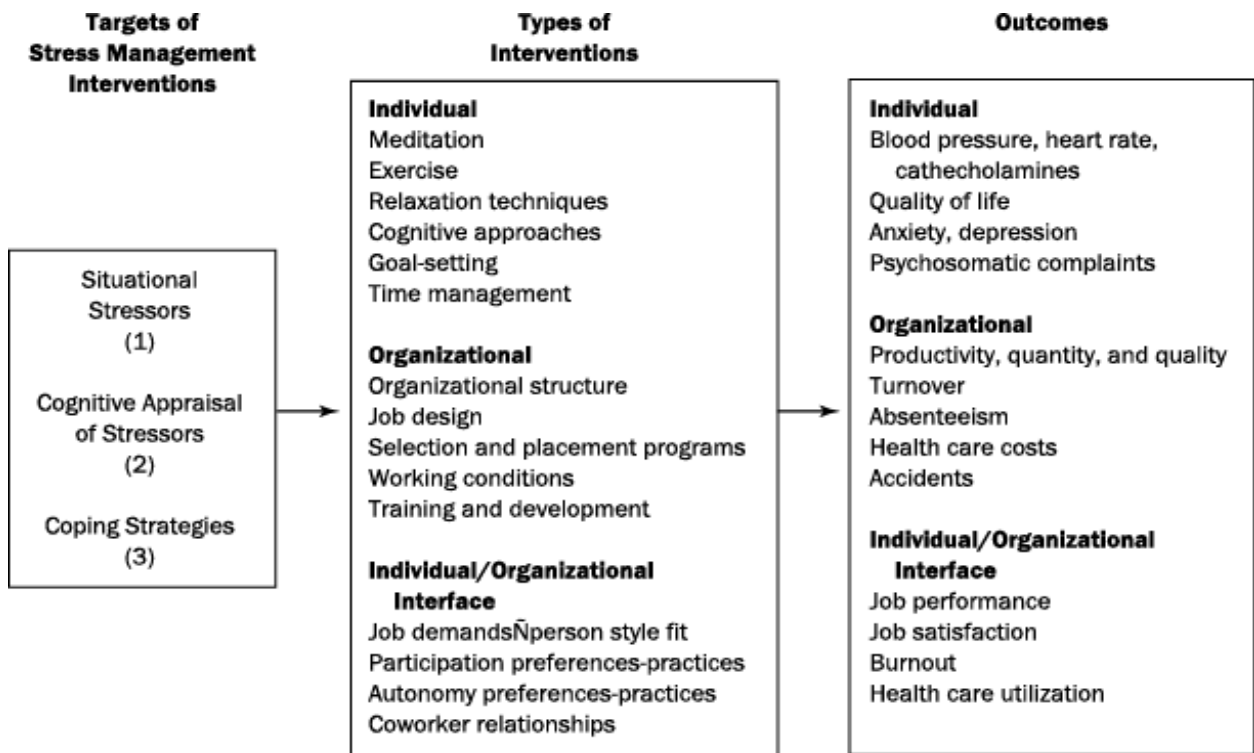 Targets of
Stress Management
Interventions
Situational
Stressors
(1)
Cognitive Appraisal
of Stressors
(2)
Coping Strategies
(3)
Types of
Interventions
Individual
Meditation
Exercise
Relaxation techniques
Cognitive approaches
Goal-setting
Time management
Organizational
Organizational structure
Job design
Selection and placement programs
Working conditions
Training and development
Individual/Organizational
Interface
Job demandsÑperson style fit
Participation preferences-practices
Autonomy preferences-practices
Coworker relationships
Outcomes
Individual
Blood pressure, heart rate,
cathecholamines
Quality of life
Anxiety, depression
Psychosomatic complaints
Organizational
Productivity, quantity, and quality
Turnover
Absenteeism
Health care costs
Accidents
Individual/Organizational
Interface
Job performance
Job satisfaction
Burnout
Health care utilization